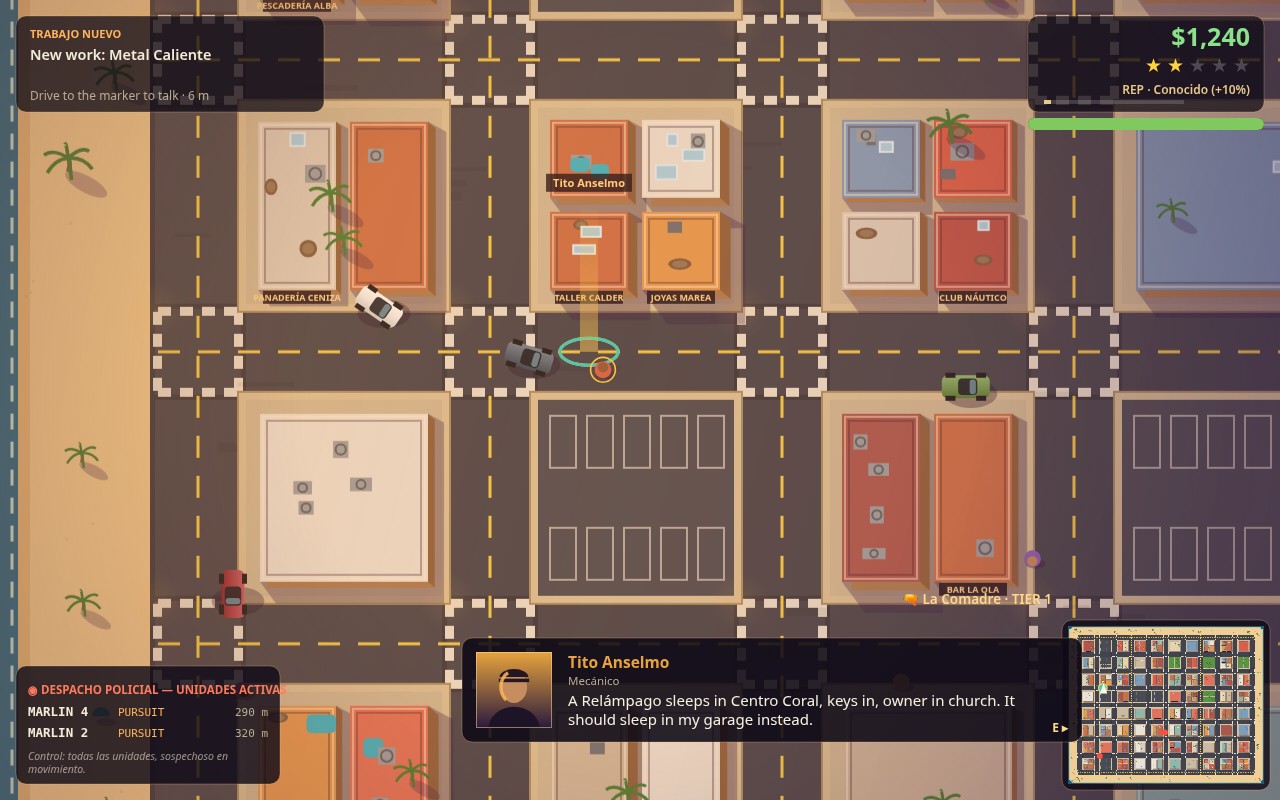 PESCADERÍA ALBA
TRABAJO NUEVO
New work: Metal Caliente
Drive to the marker to talk · 6 m
$1,240
REP · Conocido (+10%)
Tito Anselmo
PANADERÍA CENIZA
TALLER CALDER
JOYAS MAREA
CLUB NÁUTICO
BAR LA OLA
La Comadre · TIER 1
Tito Anselmo
Mecánico
A Relámpago sleeps in Centro Coral, keys in, owner in church. It
should sleep in my garage instead.
E ▸
◉ DESPACHO POLICIAL — UNIDADES ACTIVAS
MARLIN 4 PURSUIT 290 m
MARLIN 2 PURSUIT 320 m
Control: todas las unidades, sospechoso en
movimiento.